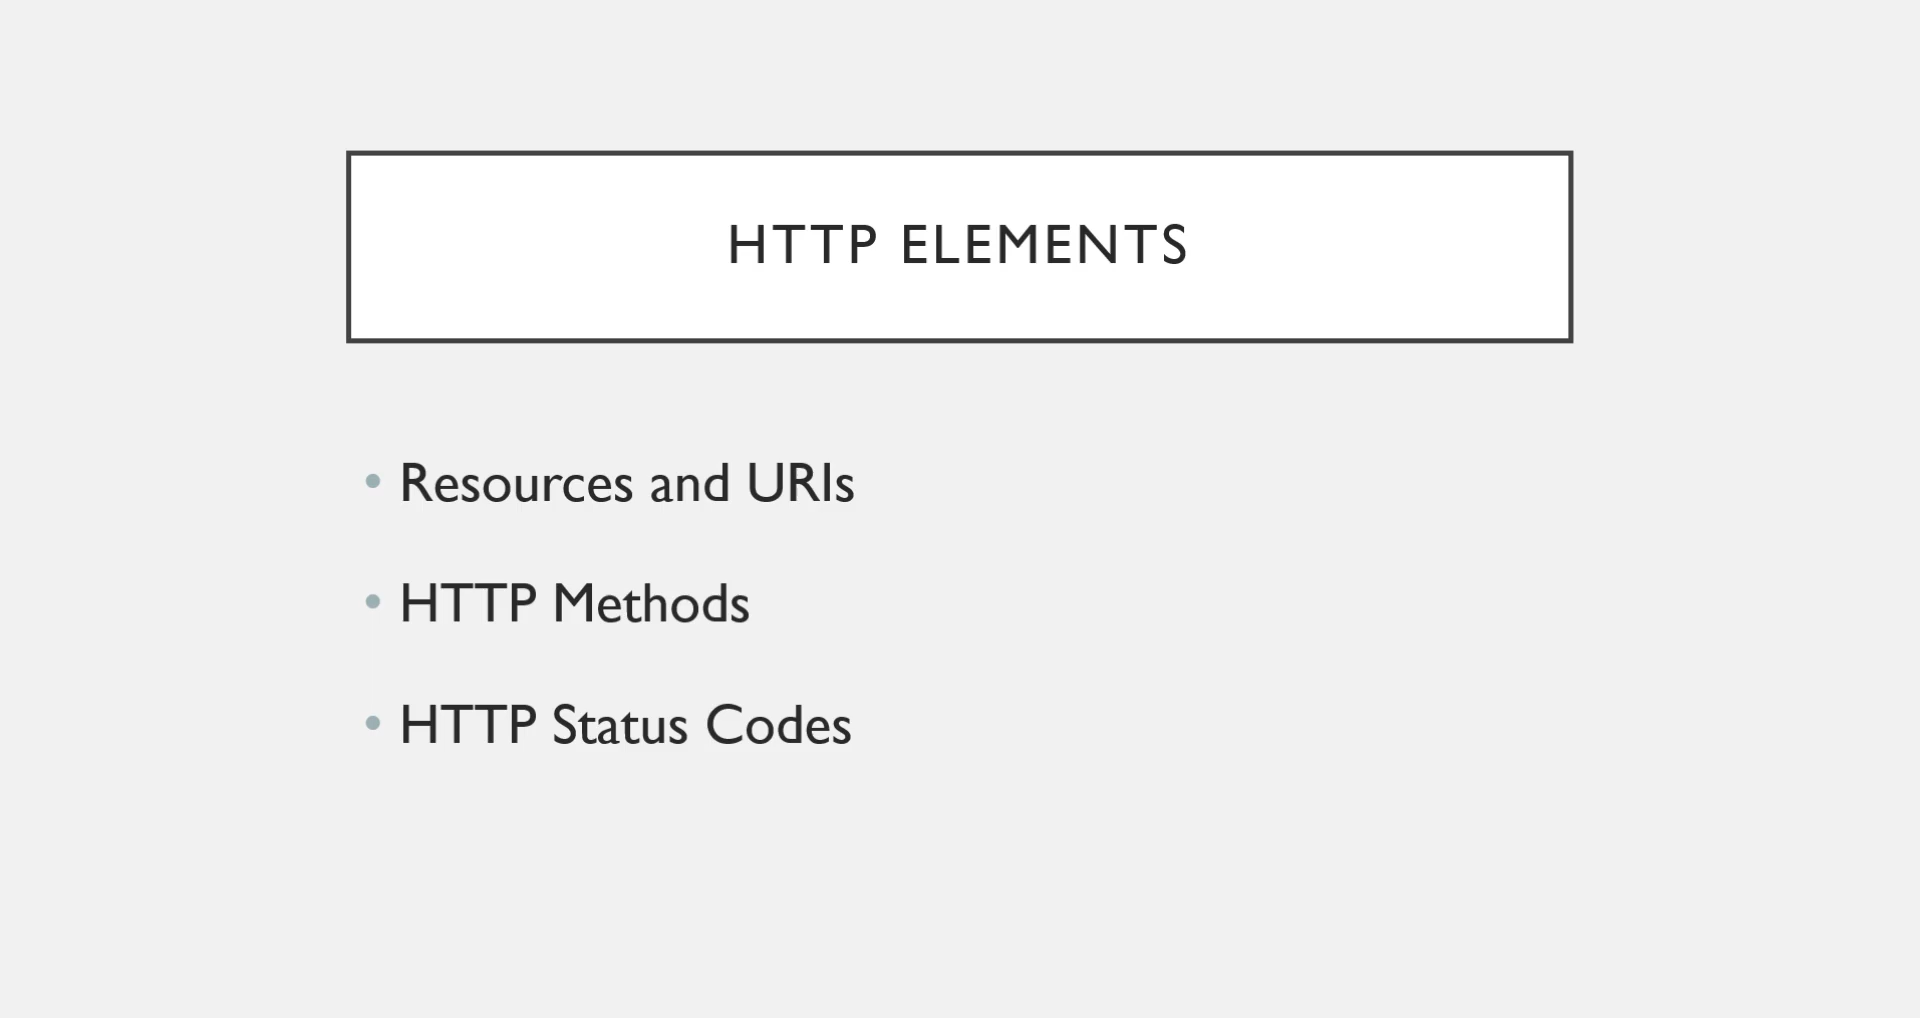 HTTP ELEMENTS
• Resources and URIs
• HTTP Methods
• HTTP Status Codes